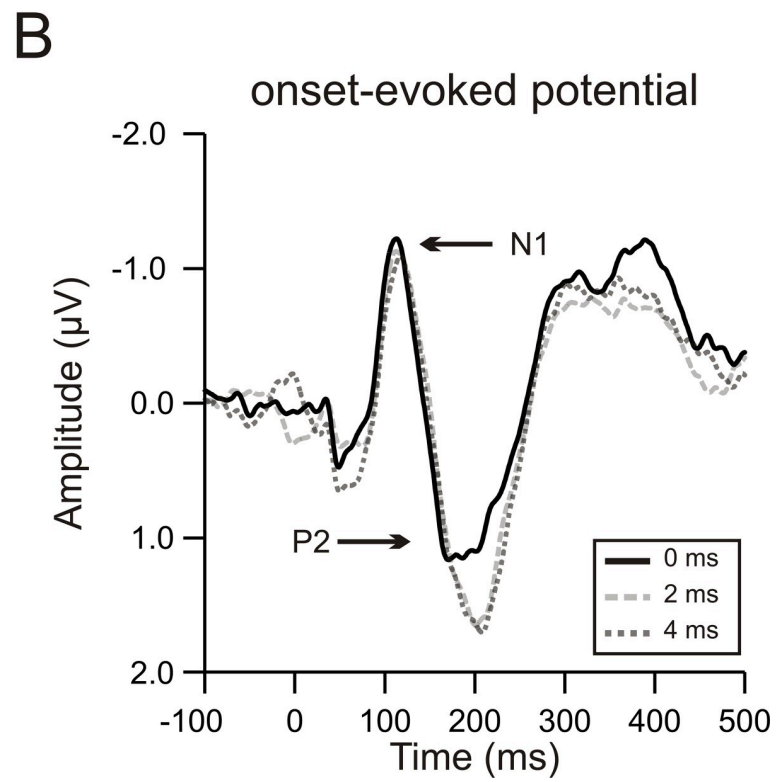 B
onset-evoked potential
-2.0
-1.0
0.0
1.0
2.0
Amplitude (µV)
N1
P2
0 ms
2 ms
4 ms
-100 0 100 200 300 400 500
Time (ms)